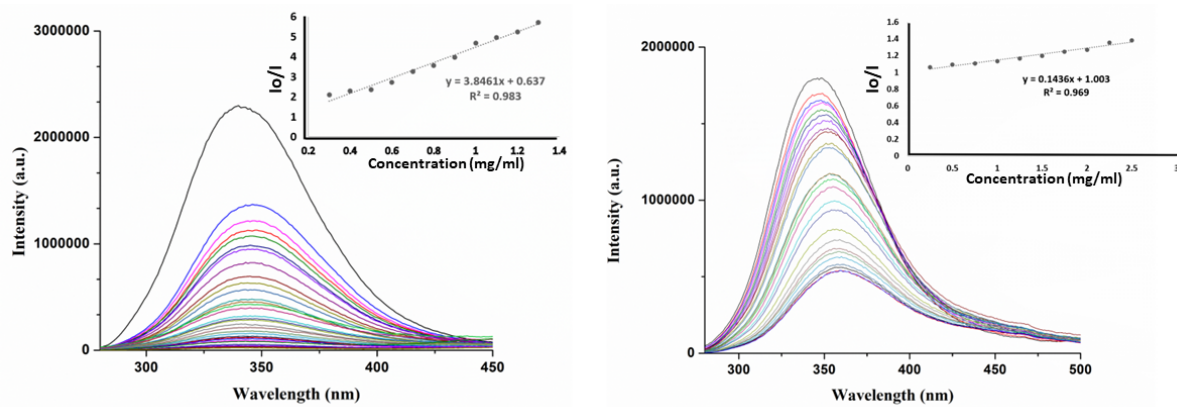 3000000
2000000
1000000
0
Intensity (a.u.)
300 350 400 450
Wavelength (nm)
6
5
4
3
2
1
0
Io/I
y = 3.8461x + 0.637
R² = 0.983
0.2 0.4 0.6 0.8 1 1.2 1.4
Concentration (mg/ml)
2000000
1000000
0
Intensity (a.u.)
300 350 400 450 500
Wavelength (nm)
1.6
1.4
1.2
1
0.8
0.6
0.4
0.2
0
Io/I
y = 0.1436x + 1.003
R² = 0.969
0 0.5 1 1.5 2 2.5 3
Concentration (mg/ml)